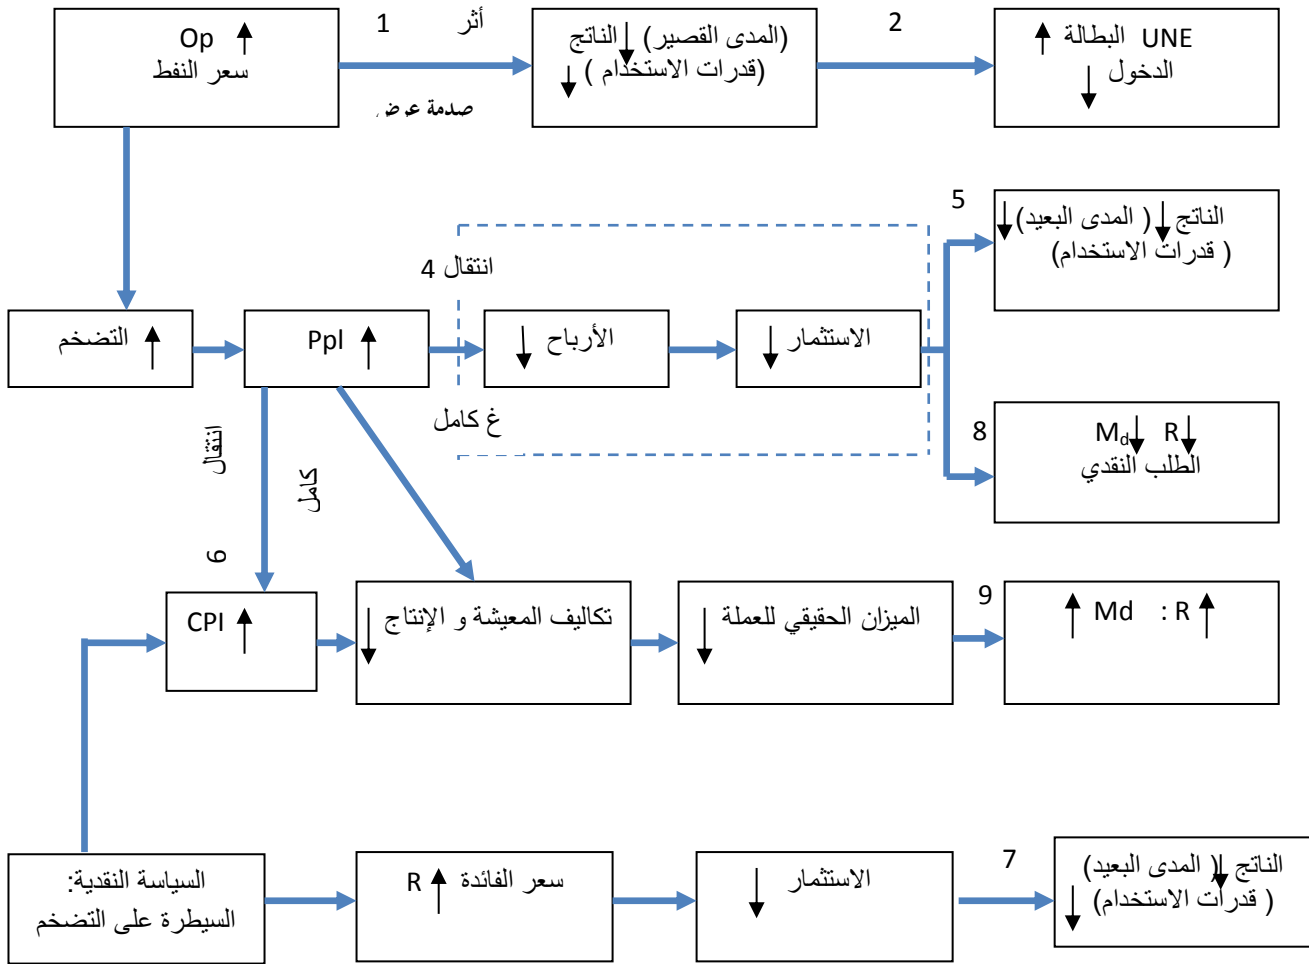 Op
سعر النفط
1
أثر
صدمة عرض
الناتج (المدى القصير)
(قدرات الاستخدام )
2
UNE البطالة
الدخول
5
الناتج ( المدى البعيد)
( قدرات الاستخدام)
4 انتقال
غ كامل
التضخم
Ppl
الأرباح
الاستثمار
8
Md R
الطلب النقدي
انتقال
كامل
6
CPI
تكاليف المعيشة و الإنتاج
الميزان الحقيقي للعملة
9
Md : R
السياسة النقدية:
السيطرة على التضخم
سعر الفائدة R
الاستثمار
7
الناتج ( المدى البعيد)
( قدرات الاستخدام)